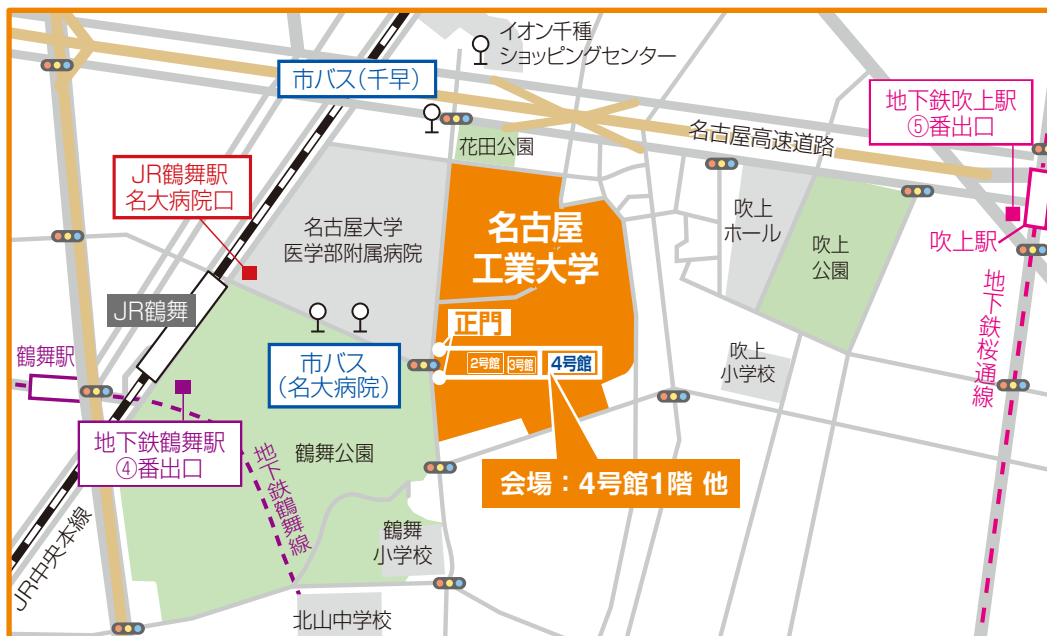 イオン千種
ショッピングセンター
市バス(千早)
地下鉄吹上駅
⑤番出口
名古屋高速道路
花田公園
JR鶴舞駅
名大病院口
名古屋大学
医学部附属病院
名古屋
工業大学
吹上
ホール
吹上
公園
吹上駅
地下鉄桜通線
JR鶴舞
正門
鶴舞駅
市バス
(名大病院)
2号館
3号館
4号館
吹上
小学校
地下鉄鶴舞駅
④番出口
鶴舞公園
地下鉄鶴舞線
会場：4号館1階 他
JR中央本線
鶴舞
小学校
北山中学校